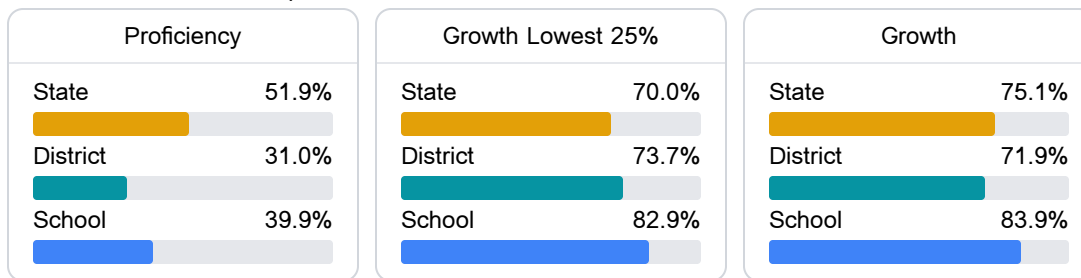 Proficiency
State 51.9%
District 31.0%
School 39.9%
Growth Lowest 25%
State 70.0%
District 73.7%
School 82.9%
Growth
State 75.1%
District 71.9%
School 83.9%